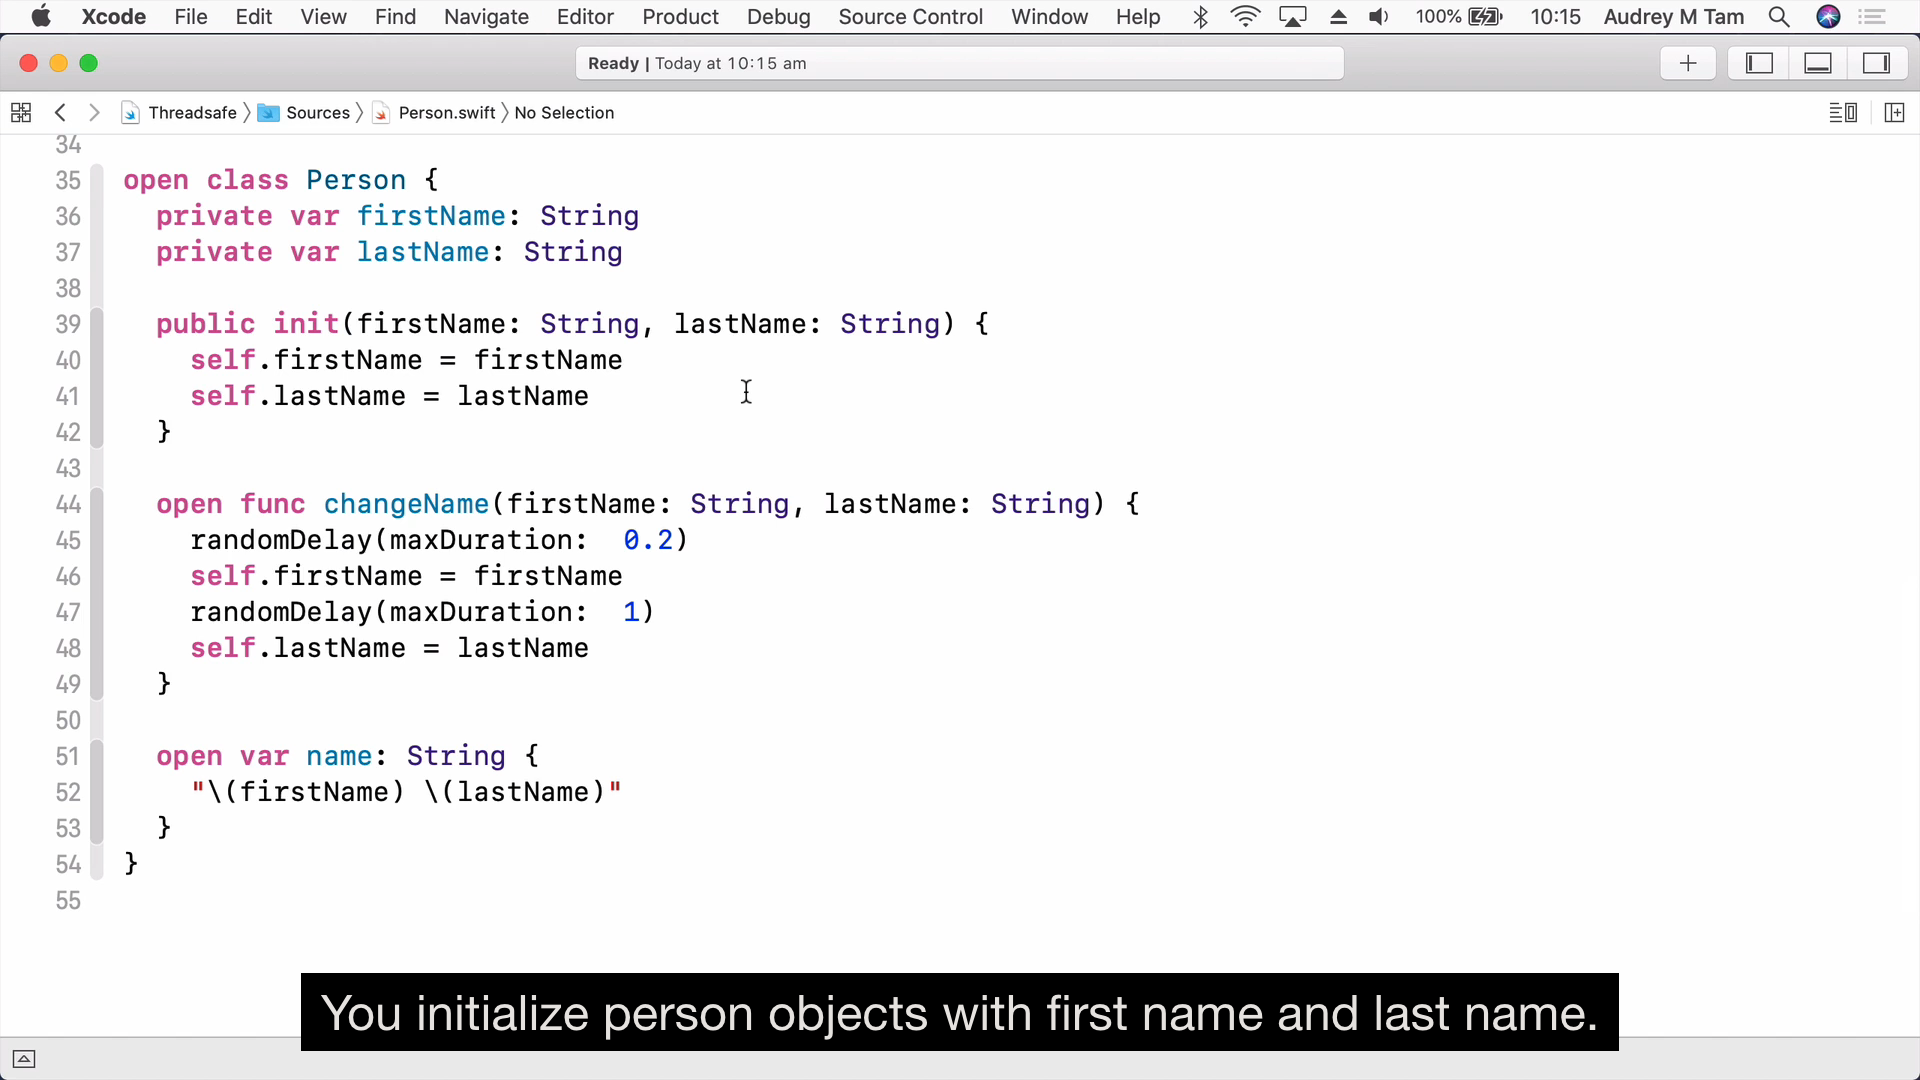 Xcode File Edit View Find Navigate Editor Product Debug Source Control Window Help 100% 10:15 Audrey M Tam
Ready | Today at 10:15 am
Threadsafe Sources Person.swift No Selection
34
35 open class Person {
36 private var firstName: String
37 private var lastName: String
38
39 public init(firstName: String, lastName: String) {
40 self.firstName = firstName
41 self.lastName = lastName
42 }
43
44 open func changeName(firstName: String, lastName: String) {
45 randomDelay(maxDuration:  0.2)
46 self.firstName = firstName
47 randomDelay(maxDuration:  1)
48 self.lastName = lastName
49 }
50
51 open var name: String {
52 "\(firstName) \(lastName)"
53 }
54 }
55
You initialize person objects with first name and last name.